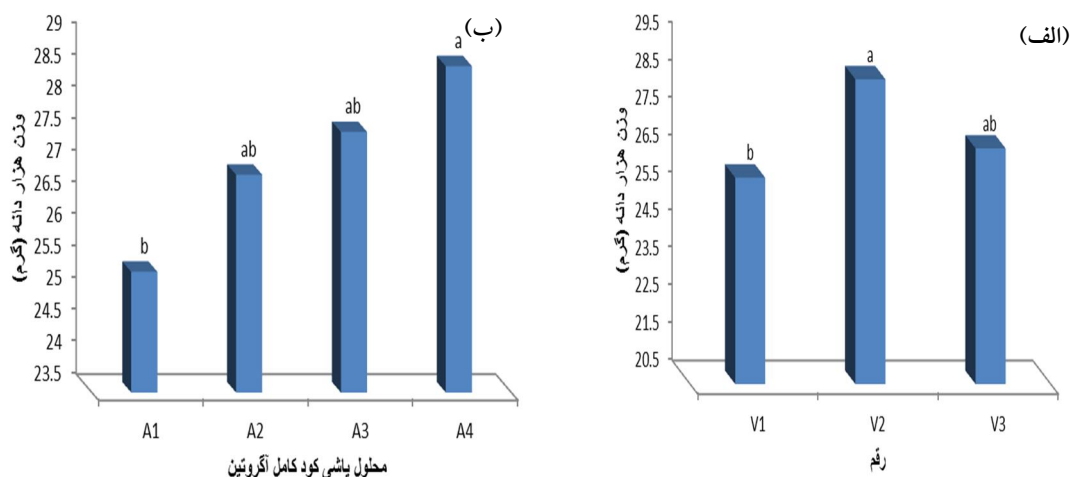 (الف)
29.5
28.5
27.5
26.5
25.5
24.5
23.5
22.5
21.5
20.5
وزن هزار دانه (گرم)
b
a
ab
V1 V2 V3
رقم
(ب)
29
28.5
28
27.5
27
26.5
26
25.5
25
24.5
24
23.5
وزن هزار دانه (گرم)
b
ab
ab
a
A1 A2 A3 A4
محلول پاشی کود کامل آگروتین